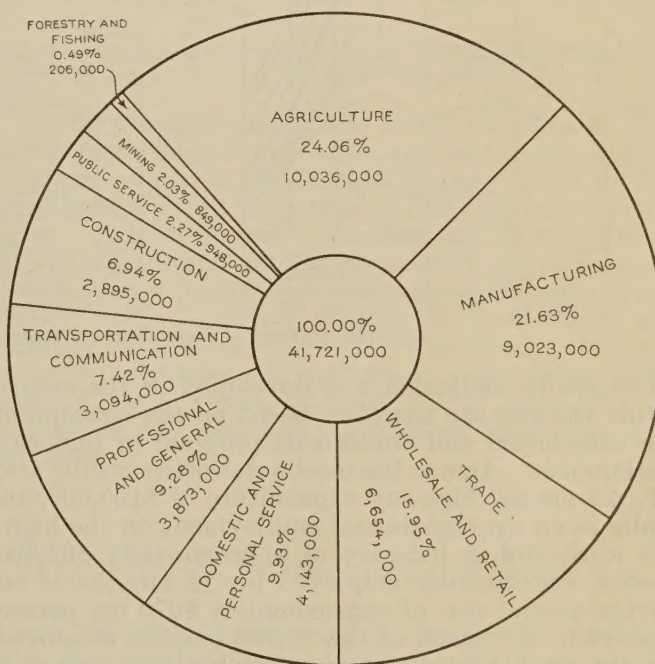 FORESTRY AND
FISHING
0.49%
206,000
AGRICULTURE
24.06%
10,036,000
MANUFACTURING
21.63%
9,023,000
TRADE
WHOLESALE AND RETAIL
15.95%
6,654,000
DOMESTIC AND
PERSONAL SERVICE
9.93%
4,143,000
PROFESSIONAL
AND GENERAL
9.28%
3,873,000
TRANSPORTATION AND
COMMUNICATION
7.42%
3,094,000
CONSTRUCTION
6.94%
2,895,000
PUBLIC SERVICE 2.27% 948,000
MINING 2.03% 849,000
100.00%
41,721,000